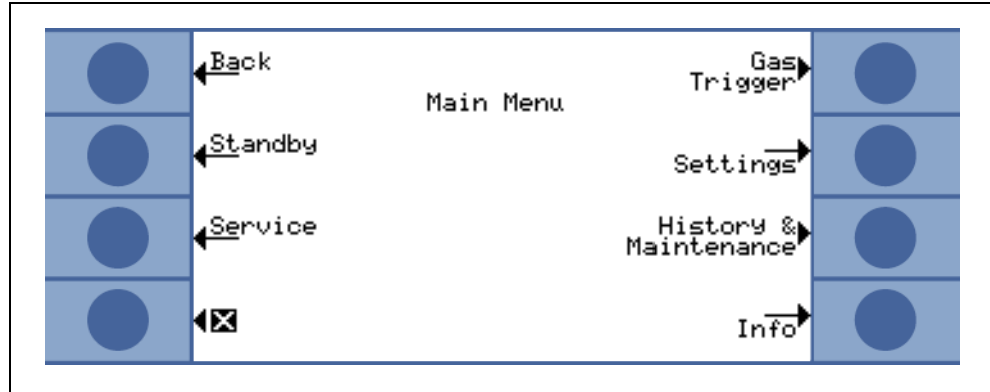 Back
Gas
Trigger
Main Menu
Standby
Settings
Service
History &
Maintenance
Info